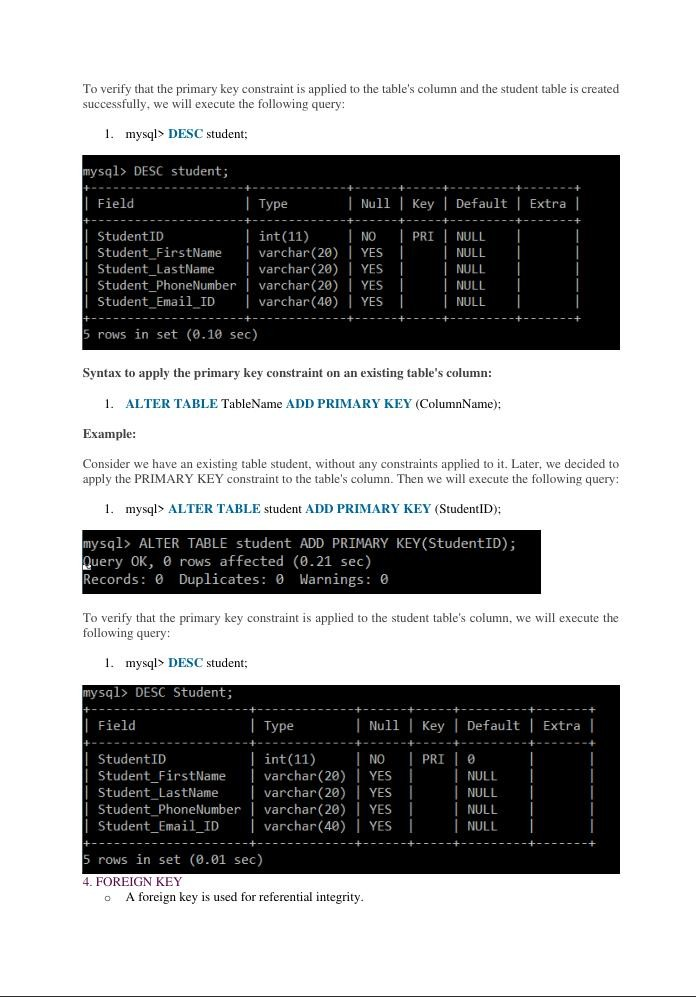 To verify that the primary key constraint is applied to the table's column and the student table is created
successfully, we will execute the following query:
1. mysql> DESC student;
mysql> DESC student;
+---------------------+-------------+------+-----+---------+-------+
| Field | Type | Null | Key | Default | Extra |
+---------------------+-------------+------+-----+---------+-------+
| StudentID | int(11) | NO | PRI | NULL | |
| Student_FirstName | varchar(20) | YES | | NULL | |
| Student_LastName | varchar(20) | YES | | NULL | |
| Student_PhoneNumber | varchar(20) | YES | | NULL | |
| Student_Email_ID | varchar(40) | YES | | NULL | |
+---------------------+-------------+------+-----+---------+-------+
5 rows in set (0.10 sec)
Syntax to apply the primary key constraint on an existing table's column:
1. ALTER TABLE TableName ADD PRIMARY KEY (ColumnName);
Example:
Consider we have an existing table student, without any constraints applied to it. Later, we decided to
apply the PRIMARY KEY constraint to the table's column. Then we will execute the following query:
1. mysql> ALTER TABLE student ADD PRIMARY KEY (StudentID);
mysql> ALTER TABLE student ADD PRIMARY KEY(StudentID);
Query OK, 0 rows affected (0.21 sec)
Records: 0 Duplicates: 0 Warnings: 0
To verify that the primary key constraint is applied to the student table's column, we will execute the
following query:
1. mysql> DESC student;
mysql> DESC Student;
+---------------------+-------------+------+-----+---------+-------+
| Field | Type | Null | Key | Default | Extra |
+---------------------+-------------+------+-----+---------+-------+
| StudentID | int(11) | NO | PRI | 0 | |
| Student_FirstName | varchar(20) | YES | | NULL | |
| Student_LastName | varchar(20) | YES | | NULL | |
| Student_PhoneNumber | varchar(20) | YES | | NULL | |
| Student_Email_ID | varchar(40) | YES | | NULL | |
+---------------------+-------------+------+-----+---------+-------+
5 rows in set (0.01 sec)
4. FOREIGN KEY
o A foreign key is used for referential integrity.